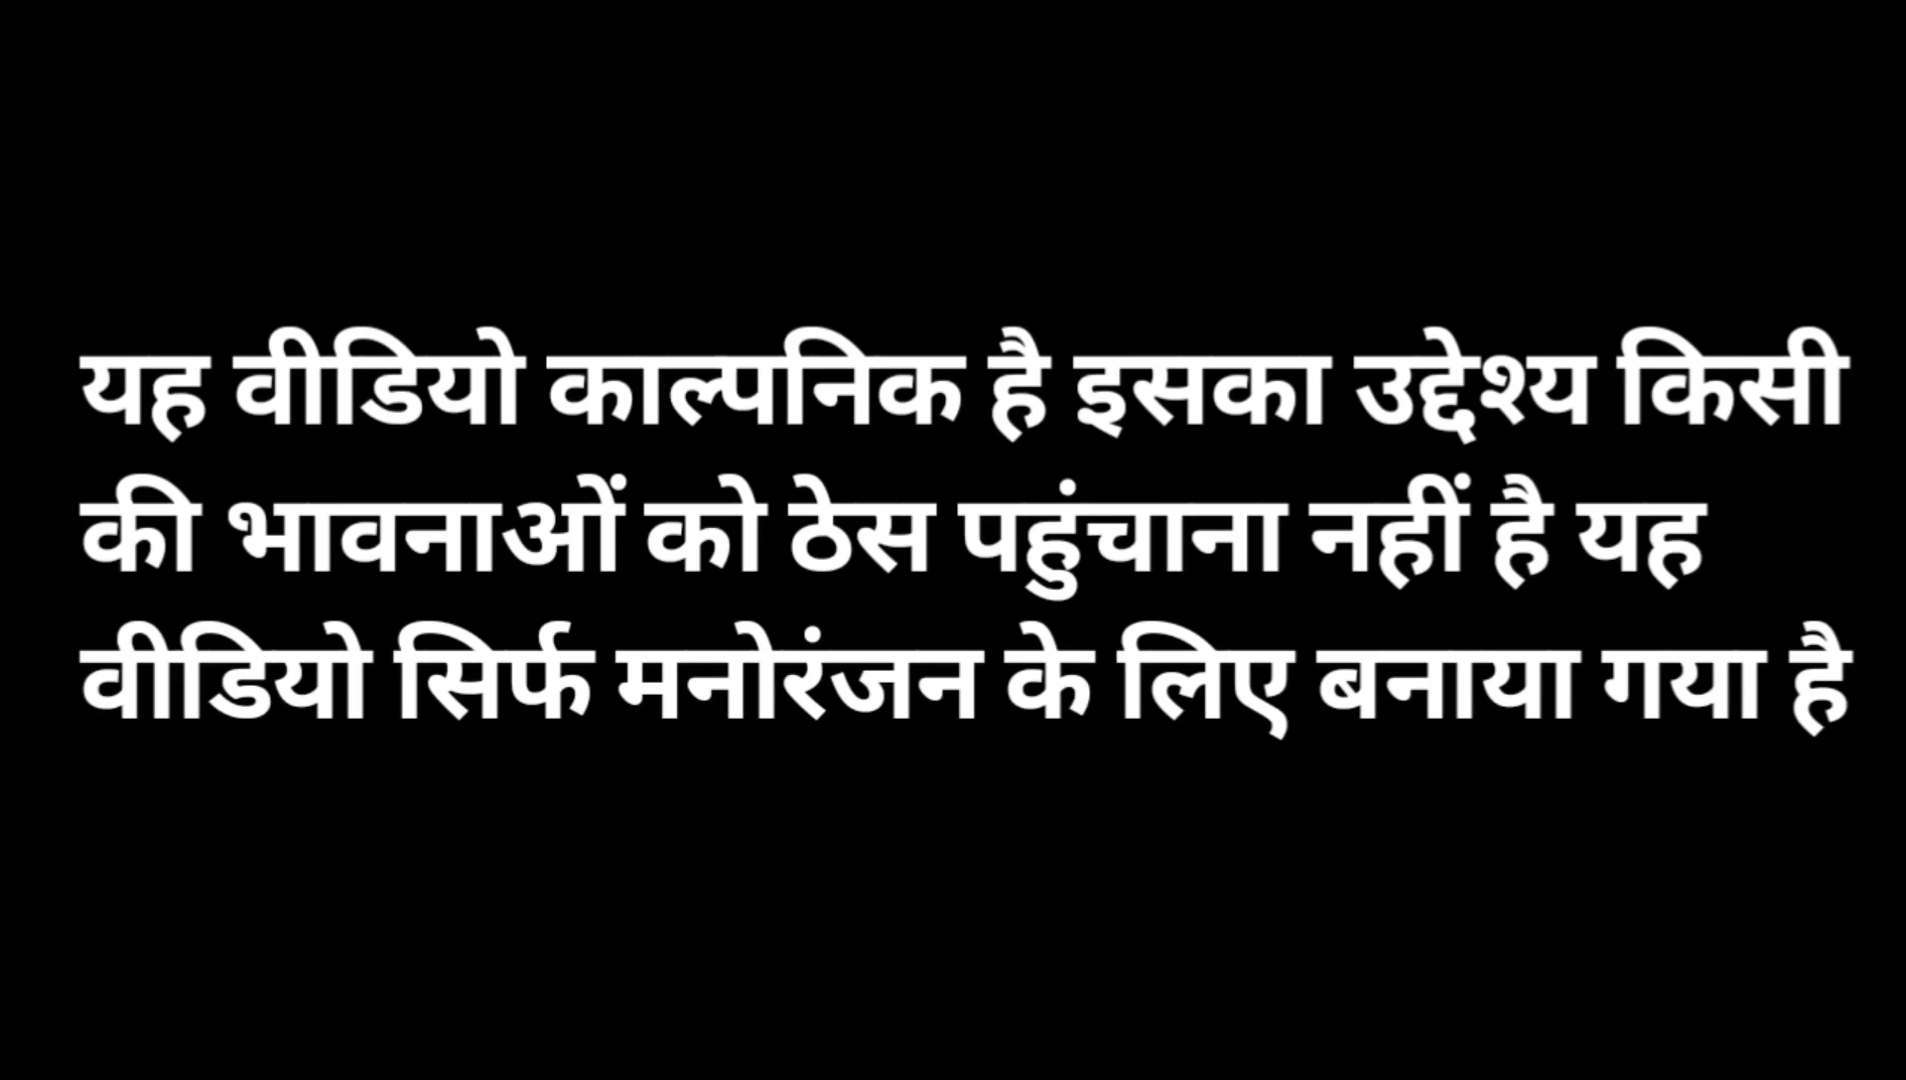 यह वीडियो काल्पनिक है इसका उद्देश्य किसी
की भावनाओं को ठेस पहुंचाना नहीं है यह
वीडियो सिर्फ मनोरंजन के लिए बनाया गया है